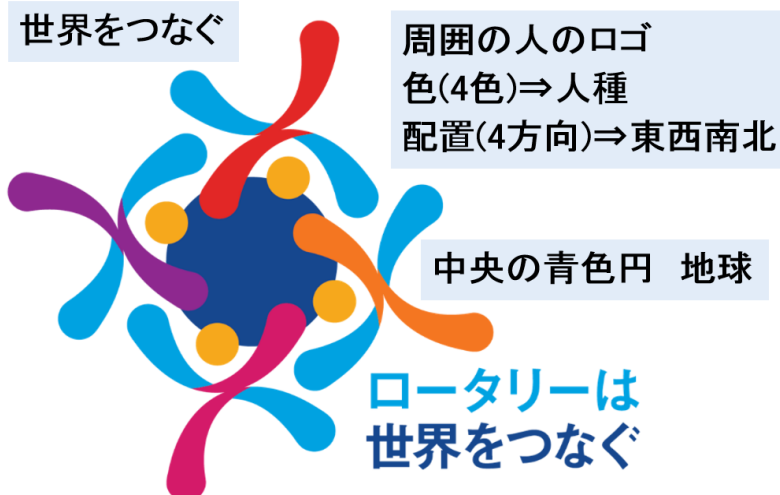 世界をつなぐ
周囲の人のロゴ
色(4色)⇒人種
配置(4方向)⇒東西南北
中央の青色円　地球
ロータリーは
世界をつなぐ